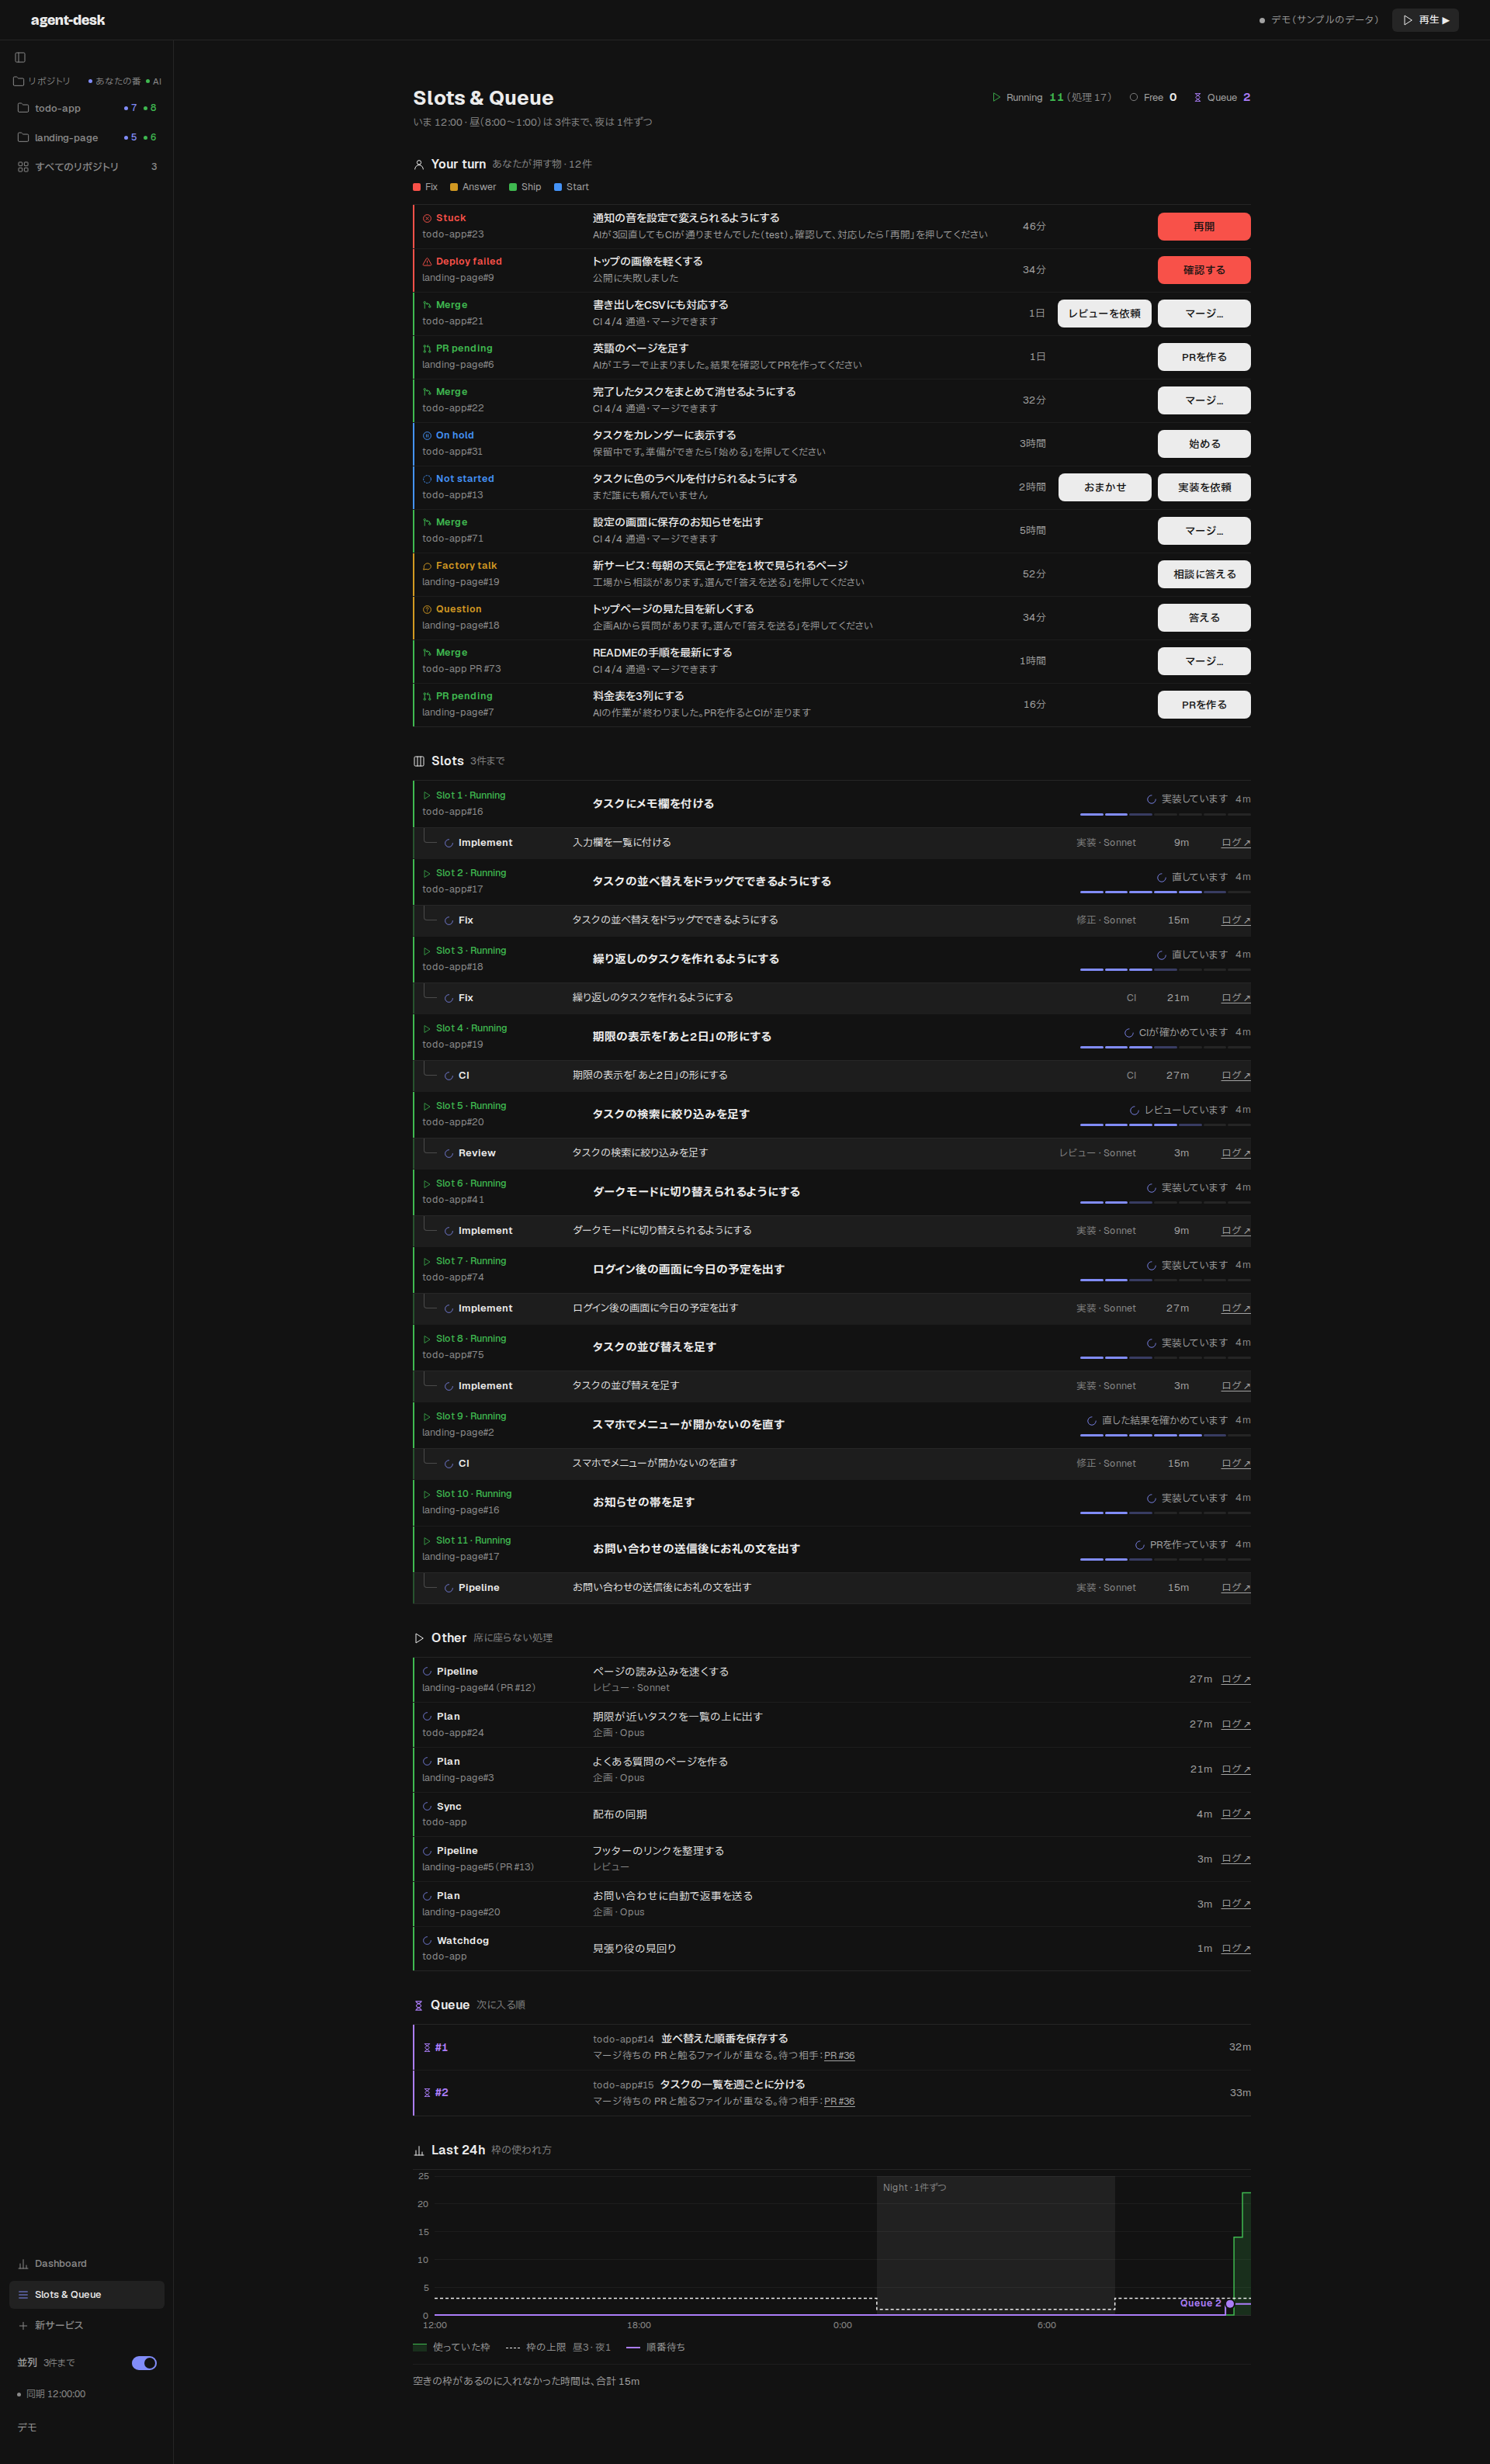 agent-desk
デモ（サンプルのデータ）
再生 ▶
リポジトリ
あなたの番
AI
todo-app
7
8
landing-page
5
6
すべてのリポジトリ
3
Slots & Queue
Running 11（処理 17）
Free 0
Queue 2
いま 12:00 · 昼（8:00〜1:00）は 3件まで、夜は 1件ずつ
Your turn あなたが押す物 · 12件
Fix
Answer
Ship
Start
Stuck
todo-app#23
通知の音を設定で変えられるようにする
AIが3回直してもCIが通りませんでした（test）。確認して、対応したら「再開」を押してください
46分
再開
Deploy failed
landing-page#9
トップの画像を軽くする
公開に失敗しました
34分
確認する
Merge
todo-app#21
書き出しをCSVにも対応する
CI 4/4 通過・マージできます
1日
レビューを依頼
マージ…
PR pending
landing-page#6
英語のページを足す
AIがエラーで止まりました。結果を確認してPRを作ってください
1日
PRを作る
Merge
todo-app#22
完了したタスクをまとめて消せるようにする
CI 4/4 通過・マージできます
32分
マージ…
On hold
todo-app#31
タスクをカレンダーに表示する
保留中です。準備ができたら「始める」を押してください
3時間
始める
Not started
todo-app#13
タスクに色のラベルを付けられるようにする
まだ誰にも頼んでいません
2時間
おまかせ
実装を依頼
Merge
todo-app#71
設定の画面に保存のお知らせを出す
CI 4/4 通過・マージできます
5時間
マージ…
Factory talk
landing-page#19
新サービス：毎朝の天気と予定を1枚で見られるページ
工場から相談があります。選んで「答えを送る」を押してください
52分
相談に答える
Question
landing-page#18
トップページの見た目を新しくする
企画AIから質問があります。選んで「答えを送る」を押してください
34分
答える
Merge
todo-app PR #73
READMEの手順を最新にする
CI 4/4 通過・マージできます
1時間
マージ…
PR pending
landing-page#7
料金表を3列にする
AIの作業が終わりました。PRを作るとCIが走ります
16分
PRを作る
Slots 3件まで
Slot 1 · Running
todo-app#16
タスクにメモ欄を付ける
実装しています 4m
Implement
入力欄を一覧に付ける
実装 · Sonnet
9m
ログ ↗
Slot 2 · Running
todo-app#17
タスクの並べ替えをドラッグでできるようにする
直しています 4m
Fix
タスクの並べ替えをドラッグでできるようにする
修正 · Sonnet
15m
ログ ↗
Slot 3 · Running
todo-app#18
繰り返しのタスクを作れるようにする
直しています 4m
Fix
繰り返しのタスクを作れるようにする
CI
21m
ログ ↗
Slot 4 · Running
todo-app#19
期限の表示を「あと2日」の形にする
CIが確かめています 4m
CI
期限の表示を「あと2日」の形にする
CI
27m
ログ ↗
Slot 5 · Running
todo-app#20
タスクの検索に絞り込みを足す
レビューしています 4m
Review
タスクの検索に絞り込みを足す
レビュー · Sonnet
3m
ログ ↗
Slot 6 · Running
todo-app#41
ダークモードに切り替えられるようにする
実装しています 4m
Implement
ダークモードに切り替えられるようにする
実装 · Sonnet
9m
ログ ↗
Slot 7 · Running
todo-app#74
ログイン後の画面に今日の予定を出す
実装しています 4m
Implement
ログイン後の画面に今日の予定を出す
実装 · Sonnet
27m
ログ ↗
Slot 8 · Running
todo-app#75
タスクの並び替えを足す
実装しています 4m
Implement
タスクの並び替えを足す
実装 · Sonnet
3m
ログ ↗
Slot 9 · Running
landing-page#2
スマホでメニューが開かないのを直す
直した結果を確かめています 4m
CI
スマホでメニューが開かないのを直す
修正 · Sonnet
15m
ログ ↗
Slot 10 · Running
landing-page#16
お知らせの帯を足す
実装しています 4m
Slot 11 · Running
landing-page#17
お問い合わせの送信後にお礼の文を出す
PRを作っています 4m
Pipeline
お問い合わせの送信後にお礼の文を出す
実装 · Sonnet
15m
ログ ↗
Other 席に座らない処理
Pipeline
landing-page#4（PR #12）
ページの読み込みを速くする
レビュー · Sonnet
27m
ログ ↗
Plan
todo-app#24
期限が近いタスクを一覧の上に出す
企画 · Opus
27m
ログ ↗
Plan
landing-page#3
よくある質問のページを作る
企画 · Opus
21m
ログ ↗
Sync
todo-app
配布の同期
4m
ログ ↗
Pipeline
landing-page#5（PR #13）
フッターのリンクを整理する
レビュー
3m
ログ ↗
Plan
landing-page#20
お問い合わせに自動で返事を送る
企画 · Opus
3m
ログ ↗
Watchdog
todo-app
見張り役の見回り
1m
ログ ↗
Queue 次に入る順
#1
todo-app#14 並べ替えた順番を保存する
マージ待ちの PR と触るファイルが重なる。待つ相手：PR #36
32m
#2
todo-app#15 タスクの一覧を週ごとに分ける
マージ待ちの PR と触るファイルが重なる。待つ相手：PR #36
33m
Last 24h 枠の使われ方
25
20
15
10
5
0
Night · 1件ずつ
Queue 2
12:00
18:00
0:00
6:00
使っていた枠
枠の上限 昼3 · 夜1
順番待ち
空きの枠があるのに入れなかった時間は、合計 15m
Dashboard
Slots & Queue
新サービス
並列 3件まで
同期 12:00:00
デモ